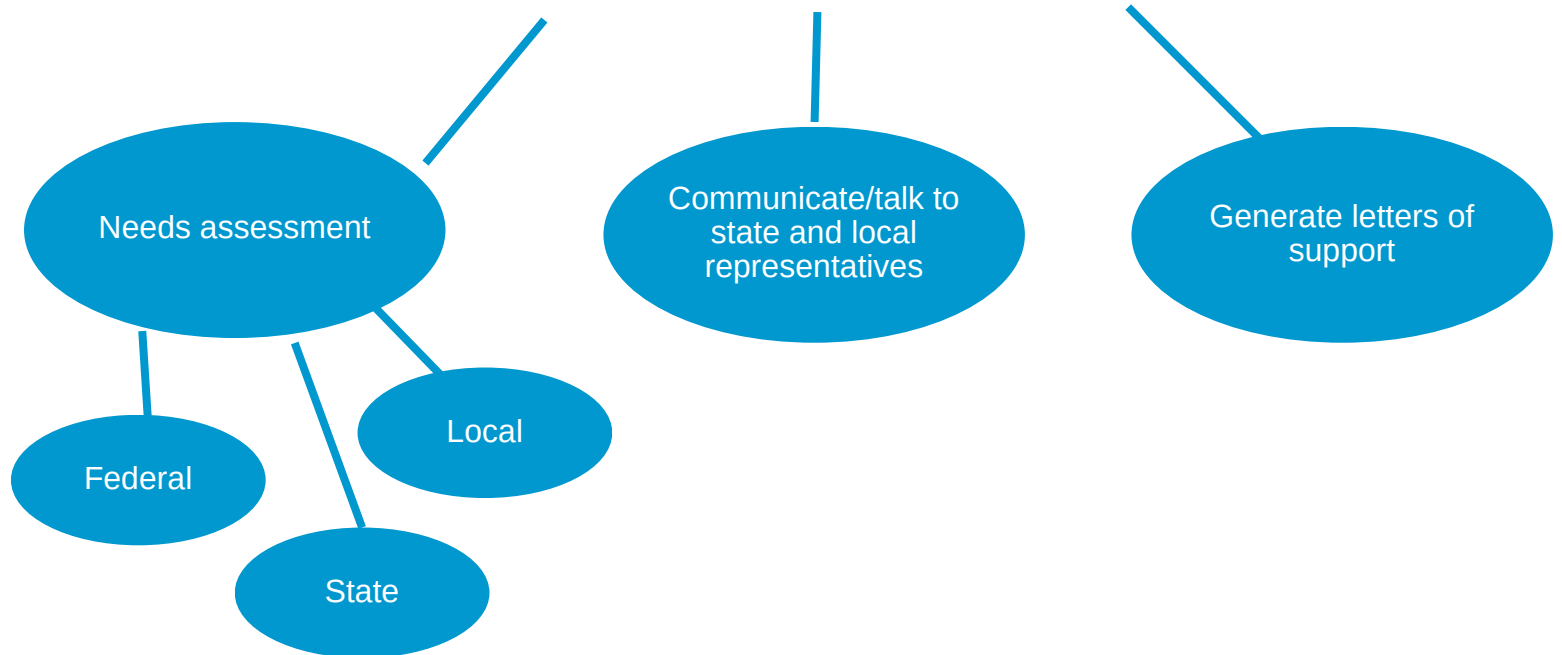 Needs assessment
Communicate/talk to
state and local
representatives
Generate letters of
support
Local
Federal
State